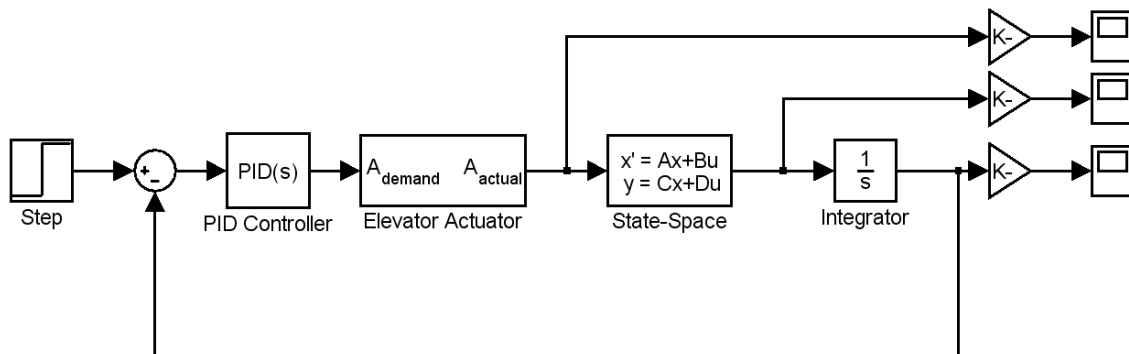 K-
K-
PID(s)
A demand A actual
x' = Ax+Bu
y = Cx+Du
1
s
K-
Step
PID Controller
Elevator Actuator
State-Space
Integrator